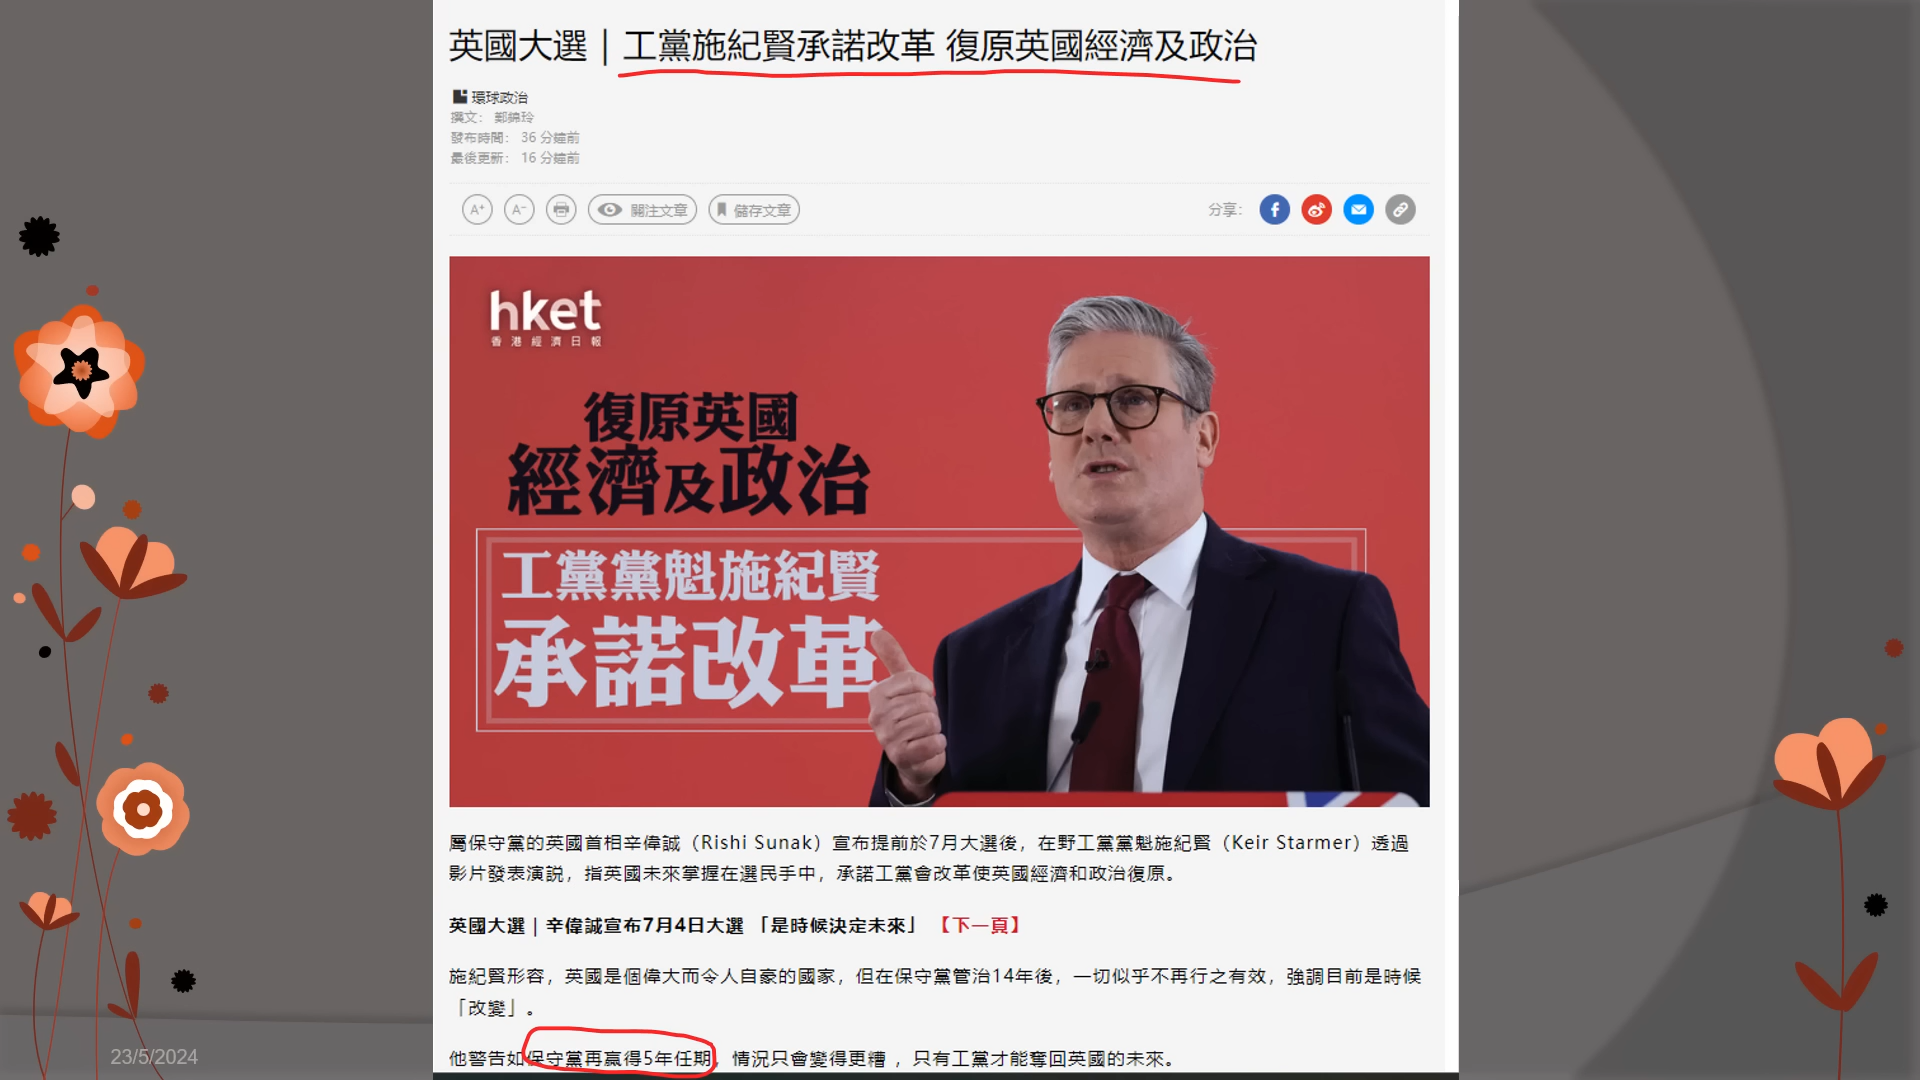 英國大選｜工黨施紀賢承諾改革 復原英國經濟及政治
環球政治
撰文： 鄭錦玲
發布時間： 36 分鐘前
最後更新： 16 分鐘前
A+ A− 關注文章 儲存文章 分享：
hket
香港經濟日報
復原英國
經濟及政治
工黨黨魁施紀賢
承諾改革
屬保守黨的英國首相辛偉誠（Rishi Sunak）宣布提前於7月大選後，在野工黨黨魁施紀賢（Keir Starmer）透過
影片發表演說，指英國未來掌握在選民手中，承諾工黨會改革使英國經濟和政治復原。
英國大選｜辛偉誠宣布7月4日大選 「是時候決定未來」 【下一頁】
施紀賢形容，英國是個偉大而令人自豪的國家，但在保守黨管治14年後，一切似乎不再行之有效，強調目前是時候
「改變」。
他警告如保守黨再贏得5年任期，情況只會變得更糟 ，只有工黨才能奪回英國的未來。
23/5/2024